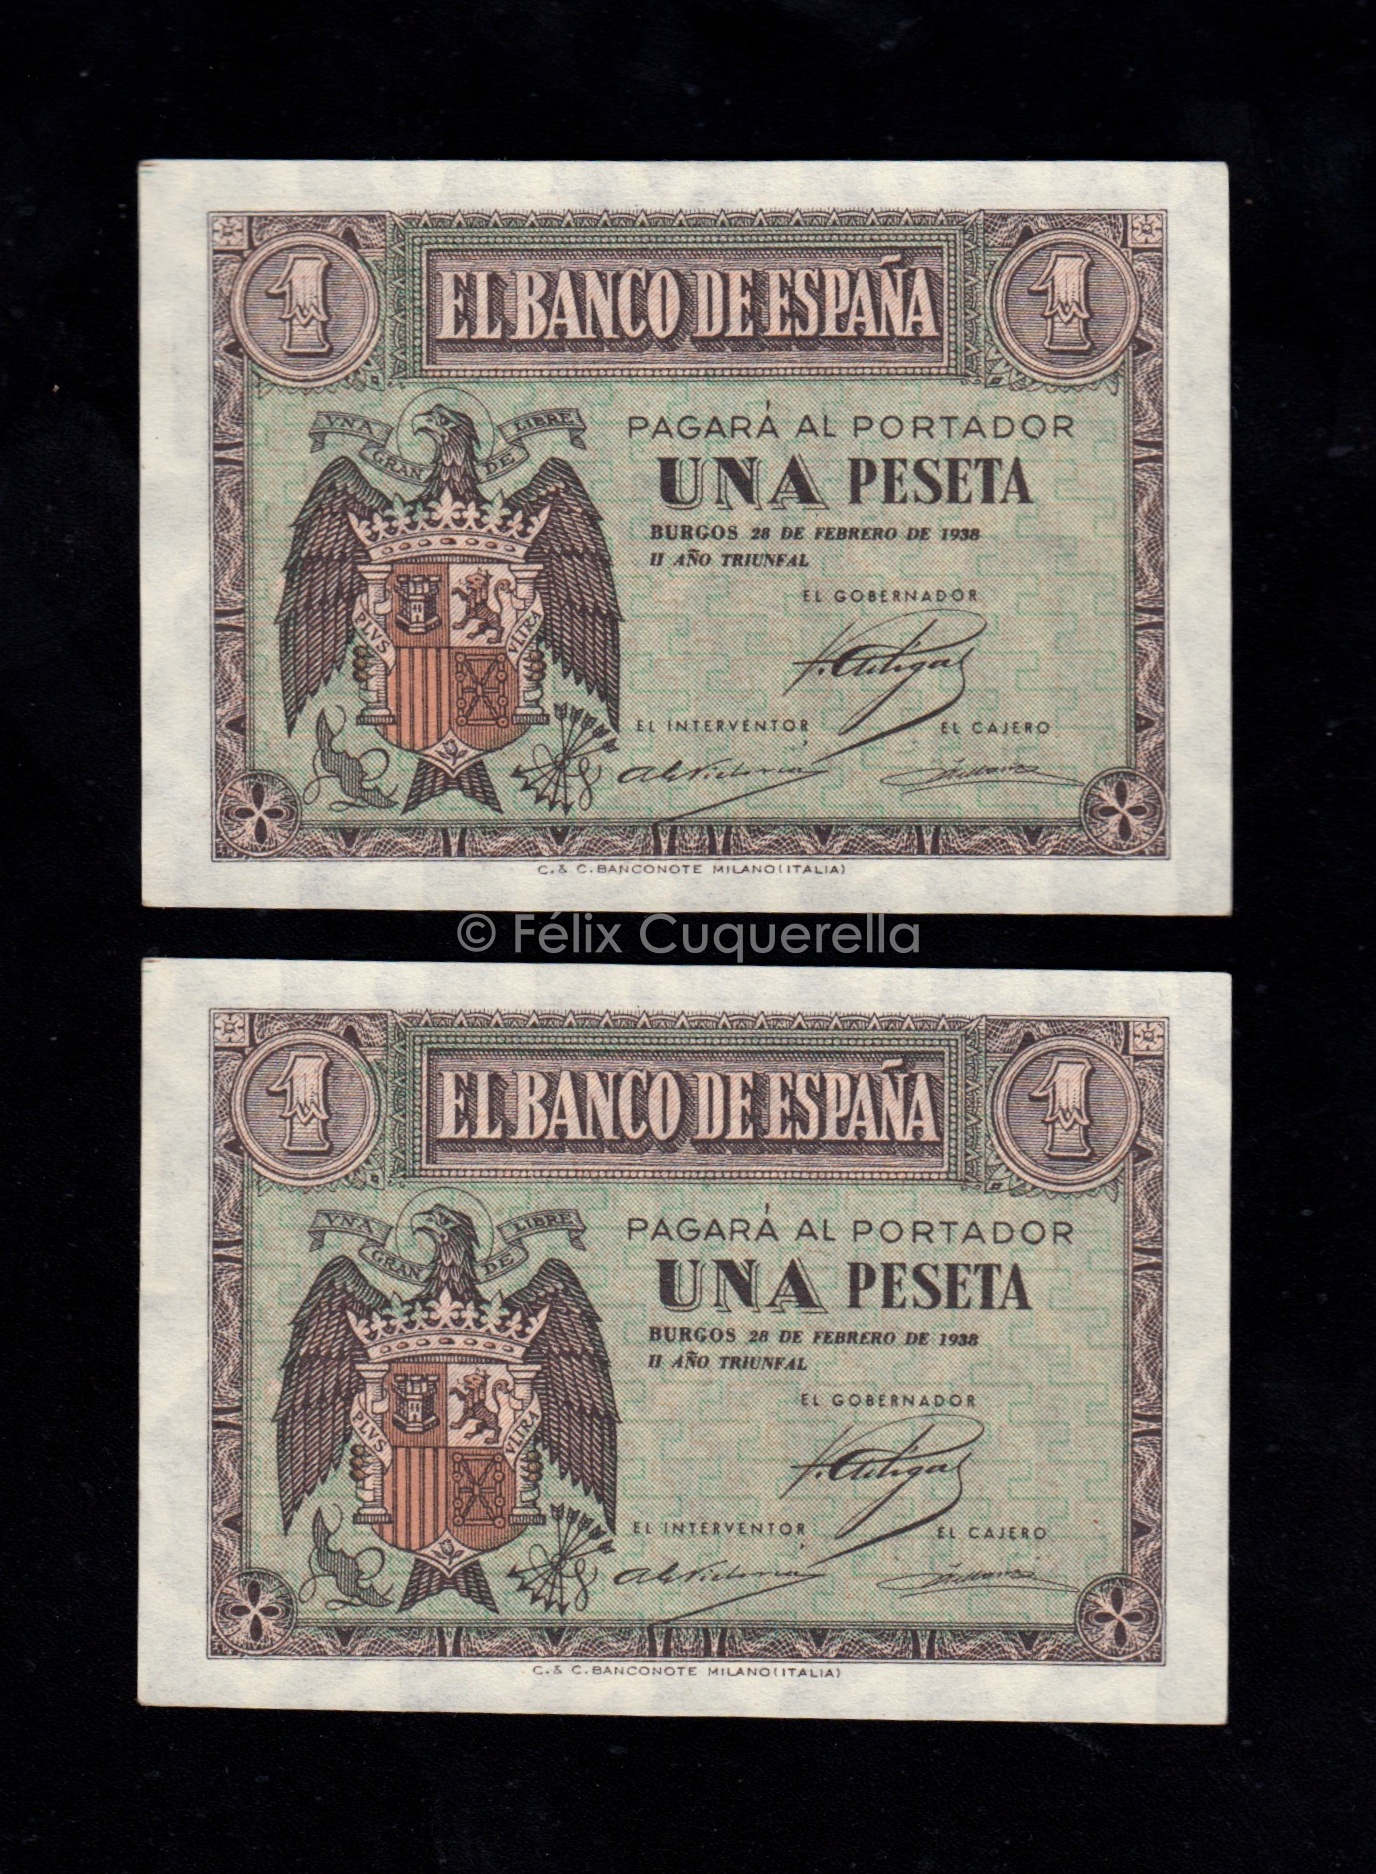 1
EL BANCO DE ESPAÑA
1
VNA GRANDE LIBRE
PAGARÁ AL PORTADOR
UNA PESETA
BURGOS 28 DE FEBRERO DE 1938
II AÑO TRIUNFAL
PLVS VLTRA
EL GOBERNADOR
EL INTERVENTOR
EL CAJERO
C. & C. BANCONOTE MILANO (ITALIA)
© Félix Cuquerella
1
EL BANCO DE ESPAÑA
1
VNA GRANDE LIBRE
PAGARÁ AL PORTADOR
UNA PESETA
BURGOS 28 DE FEBRERO DE 1938
II AÑO TRIUNFAL
PLVS VLTRA
EL GOBERNADOR
EL INTERVENTOR
EL CAJERO
C. & C. BANCONOTE MILANO (ITALIA)